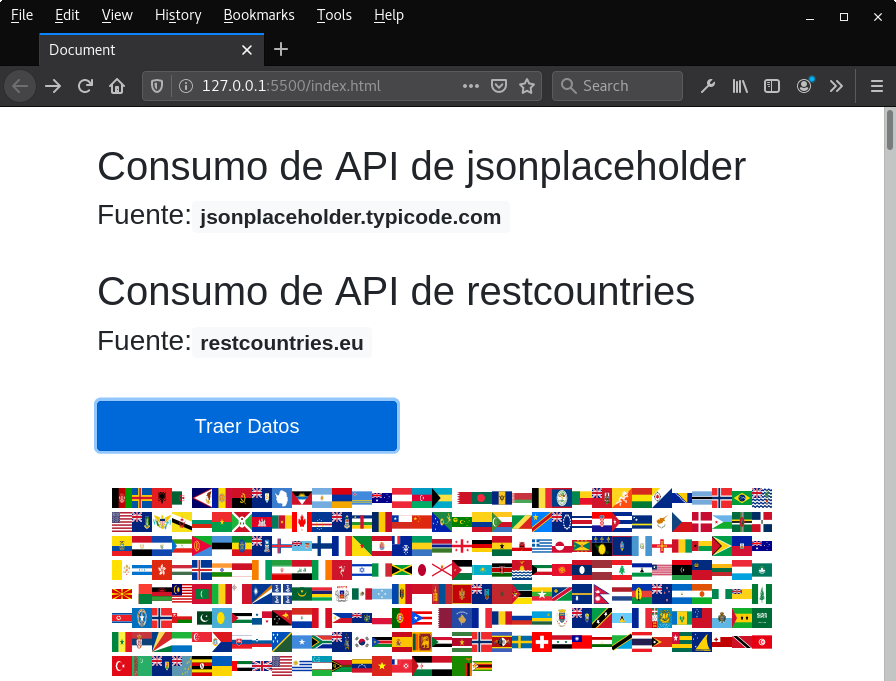 File Edit View History Bookmarks Tools Help
Document
127.0.0.1:5500/index.html
Search
Consumo de API de jsonplaceholder
Fuente: jsonplaceholder.typicode.com
Consumo de API de restcountries
Fuente: restcountries.eu
Traer Datos